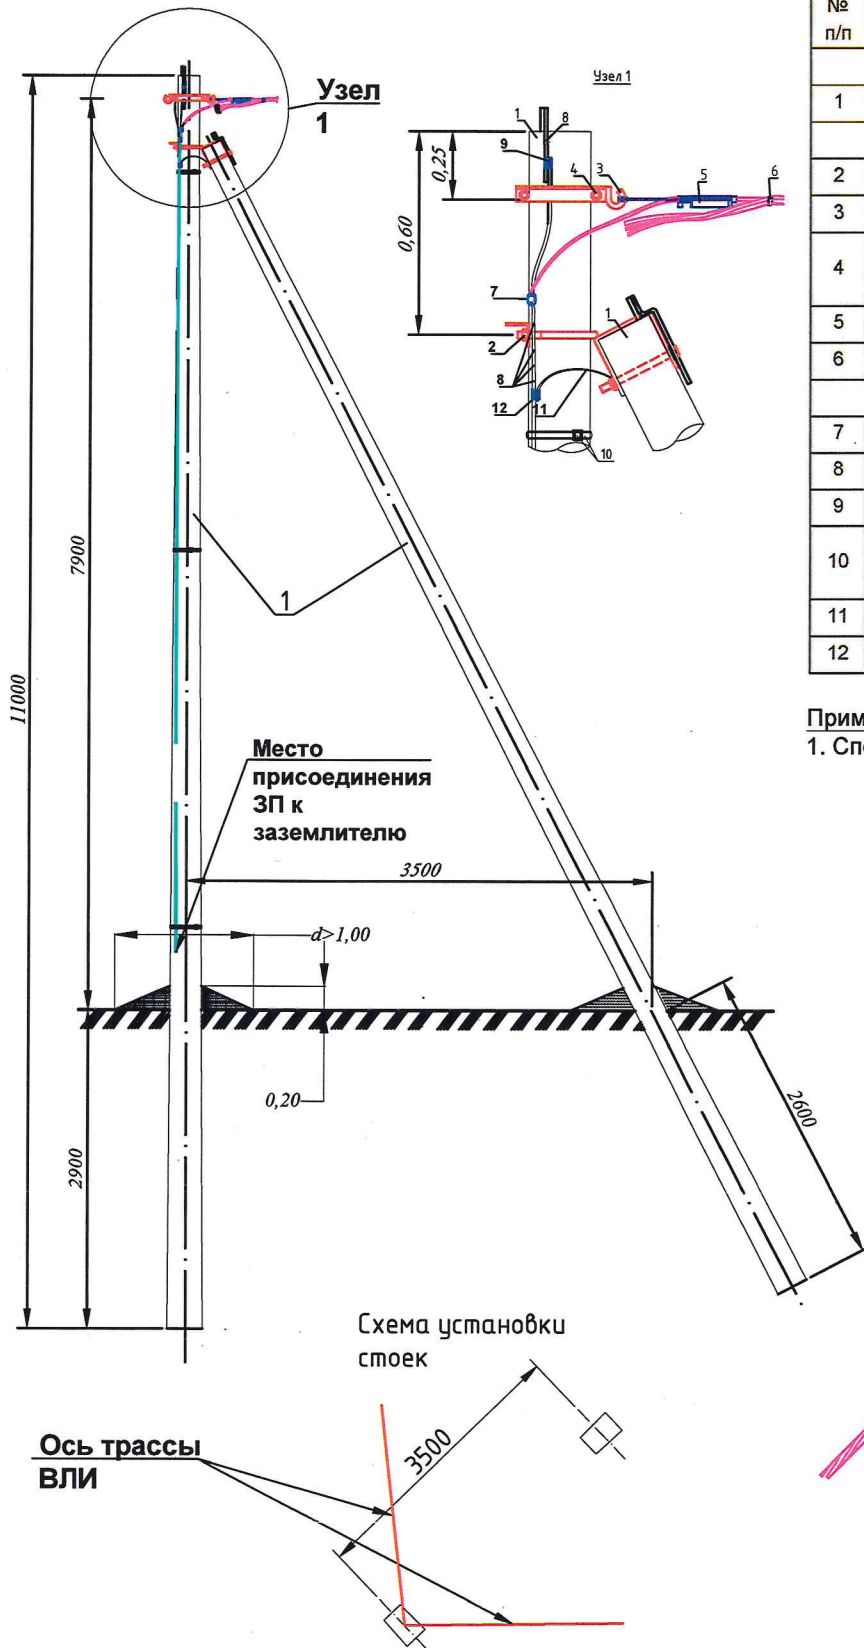 Узел
1
Узел 1
1
8
9
4
3
5
6
0,25
0,60
7
2
1
8
12
11
10
11000
7900
2900
1
Место
присоединения
ЗП к
заземлителю
3500
d>1,00
0,20
2600
Схема установки
стоек
3500
Ось трассы
ВЛИ
№
п/п
1
2
3
4
5
6
7
8
9
10
11
12
Прим
1. Сп